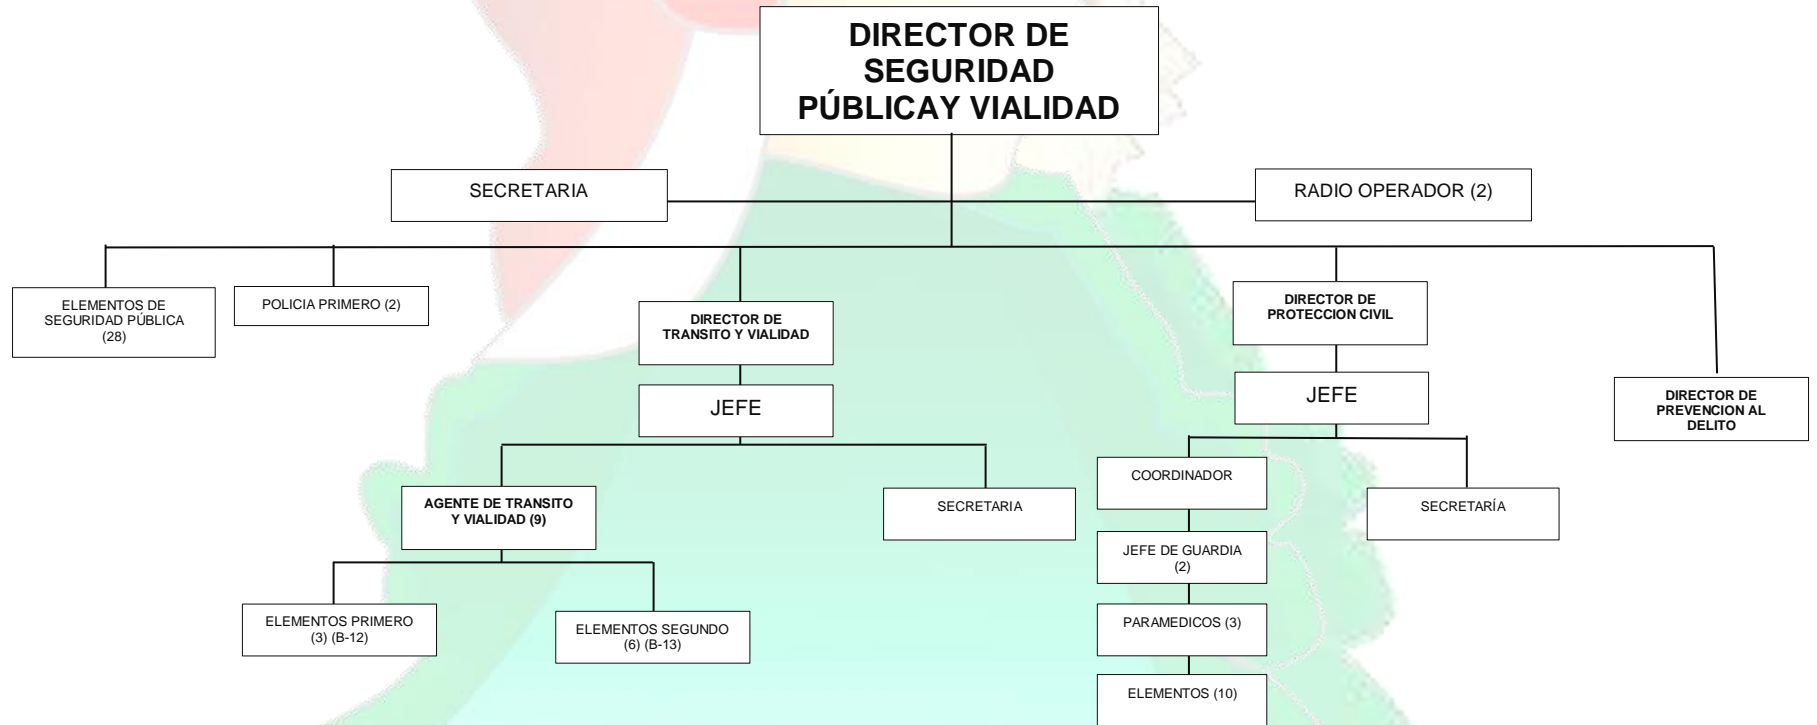 DIRECTOR DE
SEGURIDAD
PÚBLICAY VIALIDAD
SECRETARIA
RADIO OPERADOR (2)
ELEMENTOS DE
SEGURIDAD PÚBLICA
(28)
POLICIA PRIMERO (2)
DIRECTOR DE
TRANSITO Y VIALIDAD
DIRECTOR DE
PROTECCION CIVIL
DIRECTOR DE
PREVENCION AL
DELITO
JEFE
JEFE
AGENTE DE TRANSITO
Y VIALIDAD (9)
SECRETARIA
COORDINADOR
SECRETARÍA
JEFE DE GUARDIA
(2)
ELEMENTOS PRIMERO
(3) (B-12)
ELEMENTOS SEGUNDO
(6) (B-13)
PARAMEDICOS (3)
ELEMENTOS (10)